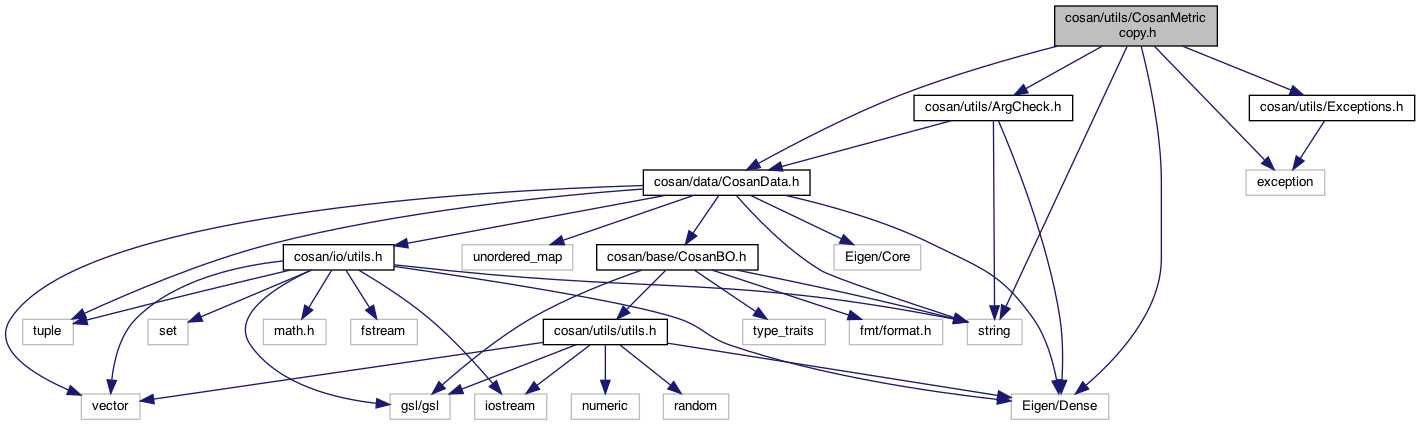 cosan/utils/CosanMetric
copy.h
cosan/utils/ArgCheck.h
cosan/utils/Exceptions.h
cosan/data/CosanData.h
exception
cosan/io/utils.h
unordered_map
cosan/base/CosanBO.h
Eigen/Core
tuple
set
math.h
fstream
cosan/utils/utils.h
type_traits
fmt/format.h
string
vector
gsl/gsl
iostream
numeric
random
Eigen/Dense